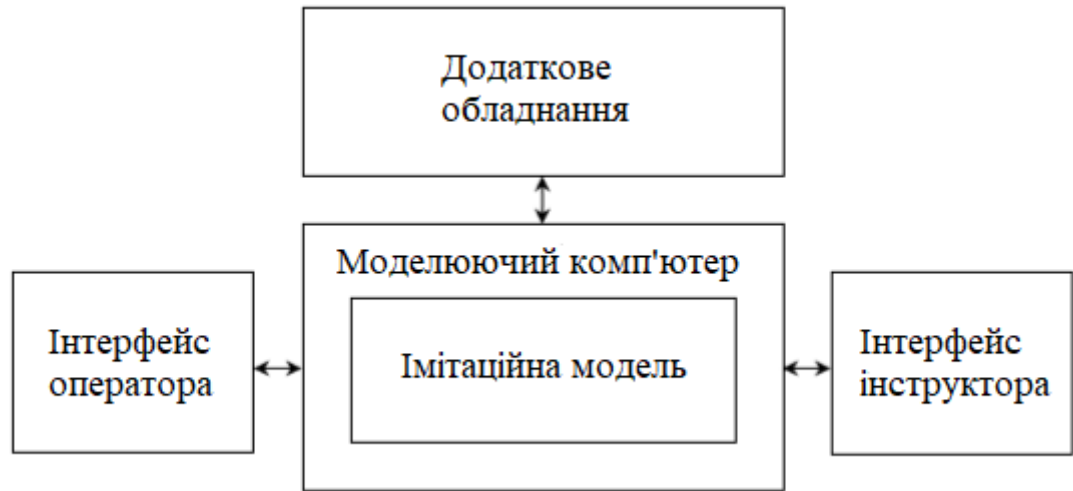 Додаткове
обладнання
Моделюючий комп'ютер
Імітаційна модель
Інтерфейс
оператора
Інтерфейс
інструктора